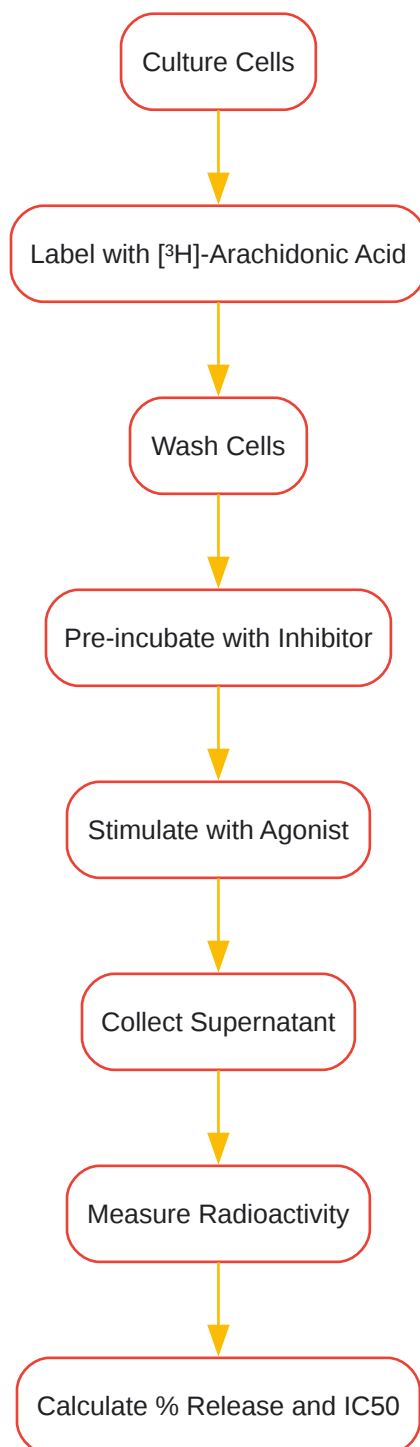 Culture Cells
Label with [³H]-Arachidonic Acid
Wash Cells
Pre-incubate with Inhibitor
Stimulate with Agonist
Collect Supernatant
Measure Radioactivity
Calculate % Release and IC50